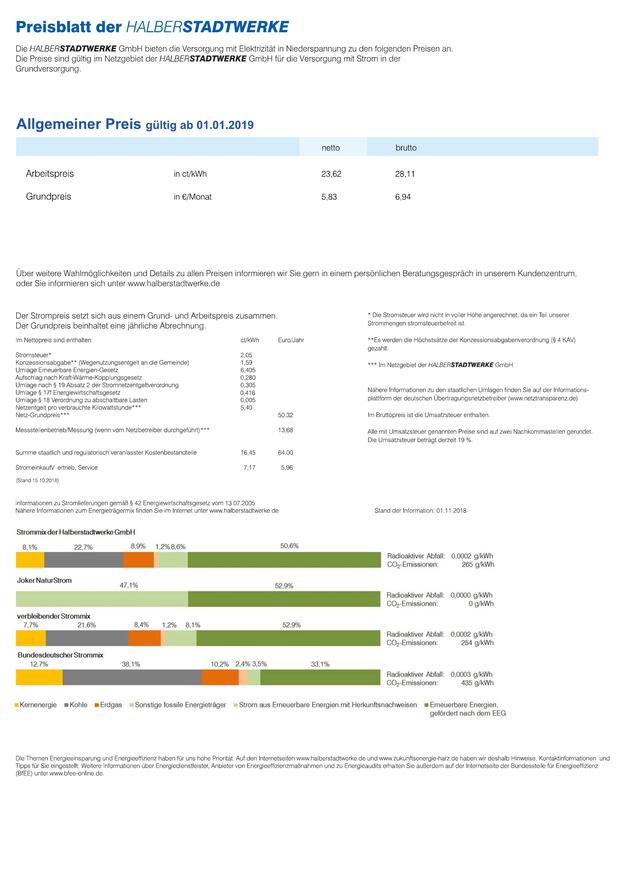 Preisblatt der HALBERSTADTWERKE
Die HALBERSTADTWERKE GmbH bieten die Versorgung mit Elektrizität in Niederspannung zu den folgenden Preisen an.
Die Preise sind gültig im Netzgebiet der HALBERSTADTWERKE GmbH für die Versorgung mit Strom in der
Grundversorgung.
Allgemeiner Preis gültig ab 01.01.2019
netto brutto
Arbeitspreis in ct/kWh 23,62 28,11
Grundpreis in €/Monat 5,83 6,94
Über weitere Wahlmöglichkeiten und Details zu allen Preisen informieren wir Sie gern in einem persönlichen Beratungsgespräch in unserem Kundenzentrum,
oder Sie informieren sich unter www.halberstadtwerke.de
Der Strompreis setzt sich aus einem Grund- und Arbeitspreis zusammen.
Der Grundpreis beinhaltet eine jährliche Abrechnung.
Im Nettopreis sind enthalten: ct/kWh Euro/Jahr
Stromsteuer* 2,05
Konzessionsabgabe** (Wegenutzungsentgelt an die Gemeinde) 1,59
Umlage Erneuerbare Energien-Gesetz 6,405
Aufschlag nach Kraft-Wärme-Kopplungsgesetz 0,280
Umlage nach § 19 Absatz 2 der Stromnetzentgeltverordnung 0,305
Umlage § 17f Energiewirtschaftsgesetz 0,416
Umlage § 18 Verordnung zu abschaltbare Lasten 0,005
Netzentgelt pro verbrauchte Kilowattstunde*** 5,40
Netz-Grundpreis*** 50.32
Messstellenbetrieb/Messung (wenn vom Netzbetreiber durchgeführt)*** 13,68
Summe staatlich und regulatorisch veranlasster Kostenbestandteile 16,45 64.00
Stromeinkauf/V ertrieb, Service 7,17 5,96
(Stand 15.10.2018)
* Die Stromsteuer wird nicht in voller Höhe angerechnet, da ein Teil unserer
Strommengen stromsteuerbefreit ist.
**Es werden die Höchstsätze der Konzessionsabgabenverordnung (§ 4 KAV)
gezahlt.
*** Im Netzgebiet der HALBERSTADTWERKE GmbH
Nähere Informationen zu den staatlichen Umlagen finden Sie auf der Informations-
plattform der deutschen Übertragungsnetzbetreiber (www.netztransparenz.de)
Im Bruttopreis ist die Umsatzsteuer enthalten.
Alle mit Umsatzsteuer genannten Preise sind auf zwei Nachkommastellen gerundet.
Die Umsatzsteuer beträgt derzeit 19 %.
Informationen zu Stromlieferungen gemäß § 42 Energiewirtschaftsgesetz vom 13.07.2005
Nähere Informationen zum Energieträgermix finden Sie im Internet unter www.halberstadtwerke.de
Stand der Information: 01.11 2018
Strommix der Halberstadtwerke GmbH
8,1% 22,7% 8,9% 1,2% 8,6% 50,6%
Radioaktiver Abfall: 0,0002 g/kWh
CO2-Emissionen: 265 g/kWh
Joker NaturStrom
47,1% 52,9%
Radioaktiver Abfall: 0,0000 g/kWh
CO2-Emissionen: 0 g/kWh
verbleibender Strommix
7,7% 21,6% 8,4% 1,2% 8,1% 52,9%
Radioaktiver Abfall: 0,0002 g/kWh
CO2-Emissionen: 254 g/kWh
Bundesdeutscher Strommix
12,7% 38,1% 10,2% 2,4% 3,5% 33,1%
Radioaktiver Abfall: 0,0003 g/kWh
CO2-Emissionen: 435 g/kWh
Kernenergie Kohle Erdgas Sonstige fossile Energieträger Strom aus Erneuerbare Energien mit Herkunftsnachweisen Erneuerbare Energien,
gefördert nach dem EEG
Die Themen Energieeinsparung und Energieeffizienz haben für uns hohe Priorität. Auf den Internetseiten www.halberstadtwerke.de und www.zukunftsenergie-harz.de haben wir deshalb Hinweise, Kontaktinformationen und
Tipps für Sie eingestellt. Weitere Informationen über Energiedienstleister, Anbieter von Energieeffizienzmaßnahmen und zu Energieaudits erhalten Sie außerdem auf der Internetseite der Bundesstelle für Energieeffizienz
(BfEE) unter www.bfee-online.de.